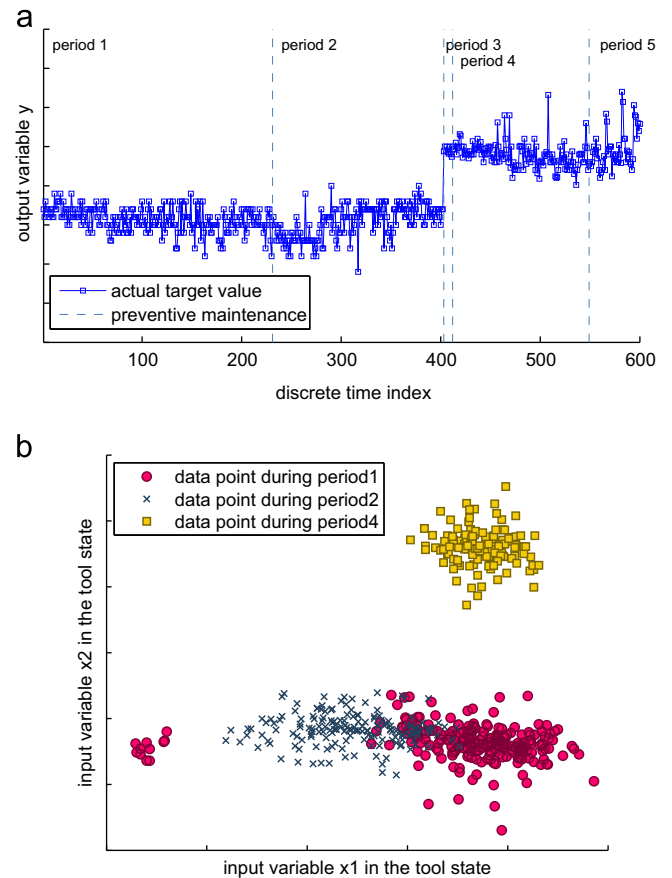 a
period 1
period 2
period 3
period 4
period 5
output variable y
actual target value
preventive maintenance
100
200
300
400
500
600
discrete time index
b
data point during period1
data point during period2
data point during period4
input variable x2 in the tool state
input variable x1 in the tool state